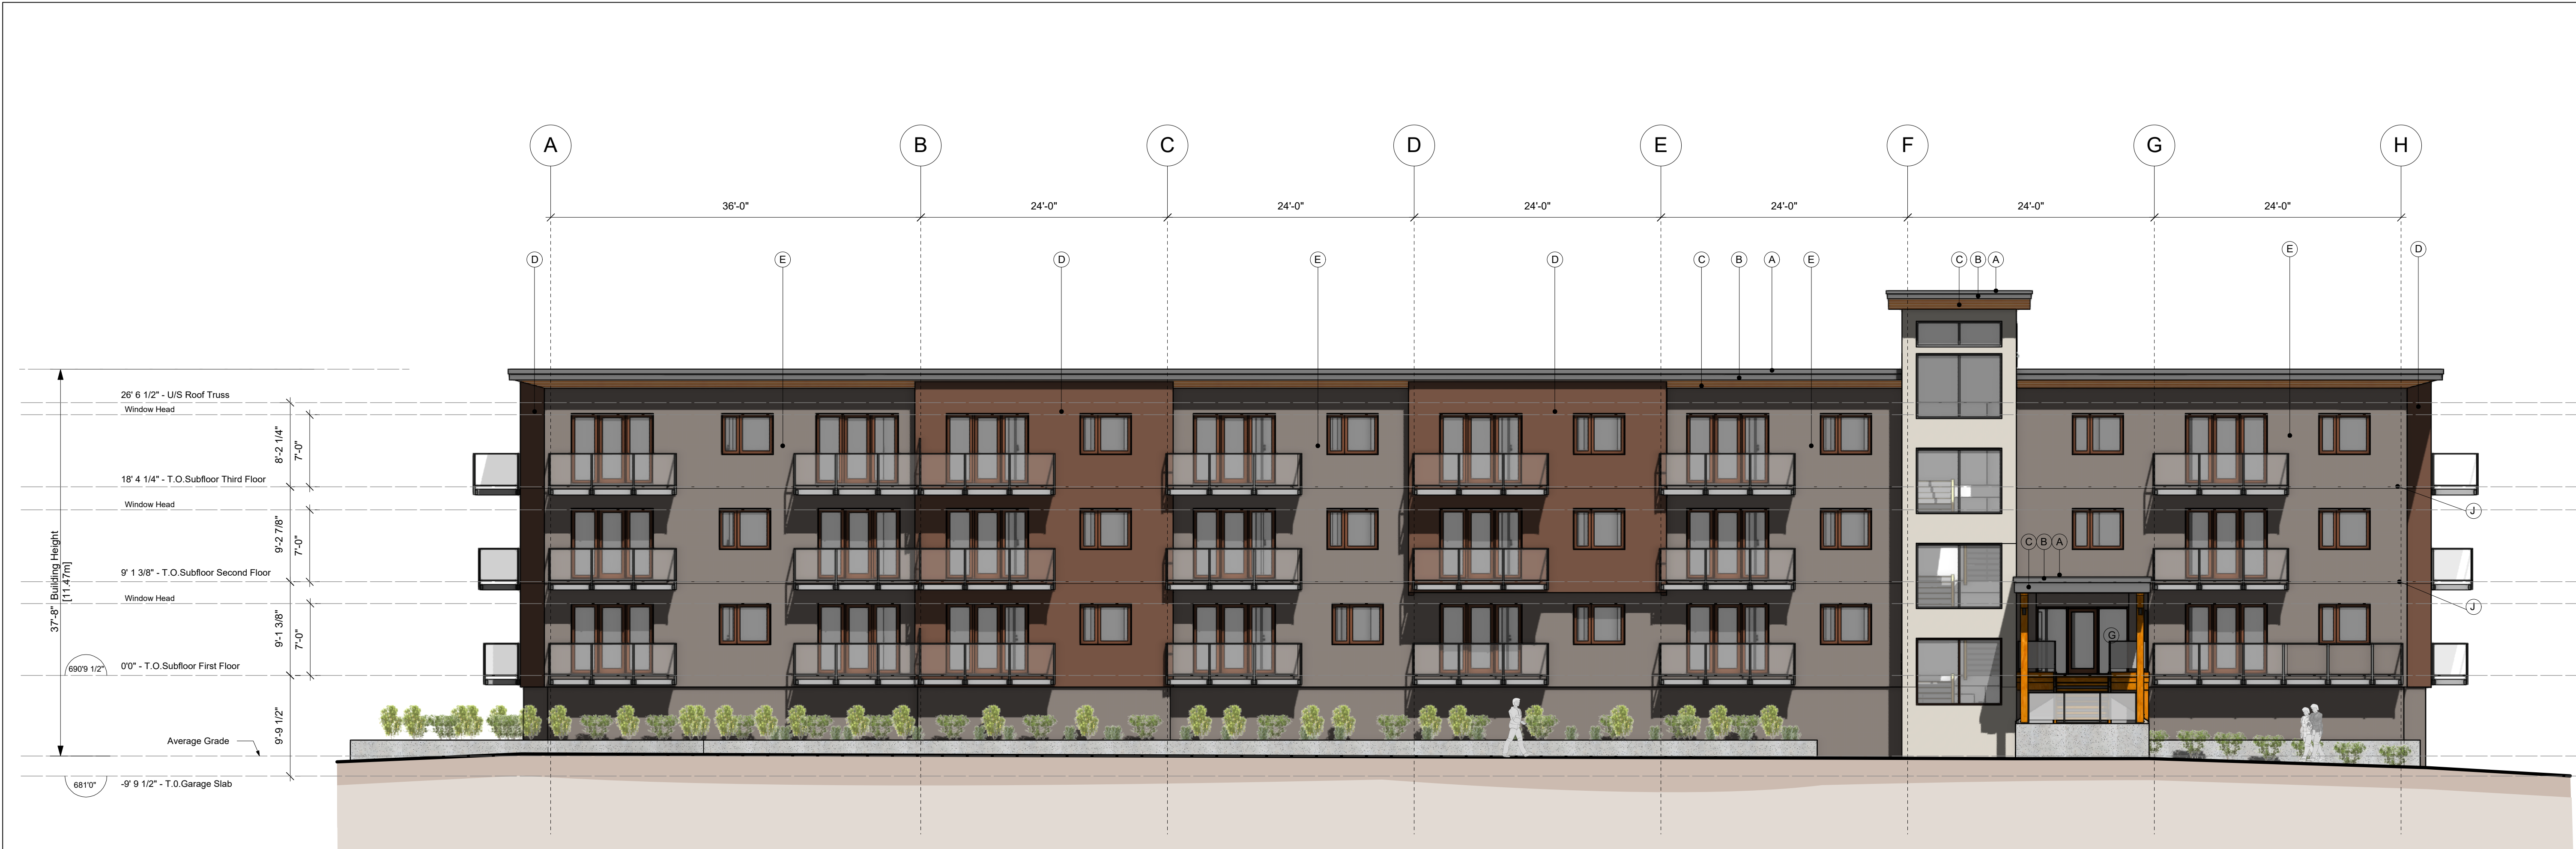 A B C D E F G H
36'-0" 24'-0" 24'-0" 24'-0" 24'-0" 24'-0" 24'-0"
D E D E D C B A E C B A E D
26' 6 1/2" - U/S Roof Truss
Window Head
8'-2 1/4"
7'-0"
18' 4 1/4" - T.O.Subfloor Third Floor
Window Head
J
9'-2 7/8"
7'-0"
37'-8" Building Height
[11.47m]
C B A
9' 1 3/8" - T.O.Subfloor Second Floor
Window Head
J
9'-1 3/8"
7'-0"
G
690'9 1/2"
0'0" - T.O.Subfloor First Floor
9'-9 1/2"
Average Grade
681'0"
-9' 9 1/2" - T.0.Garage Slab